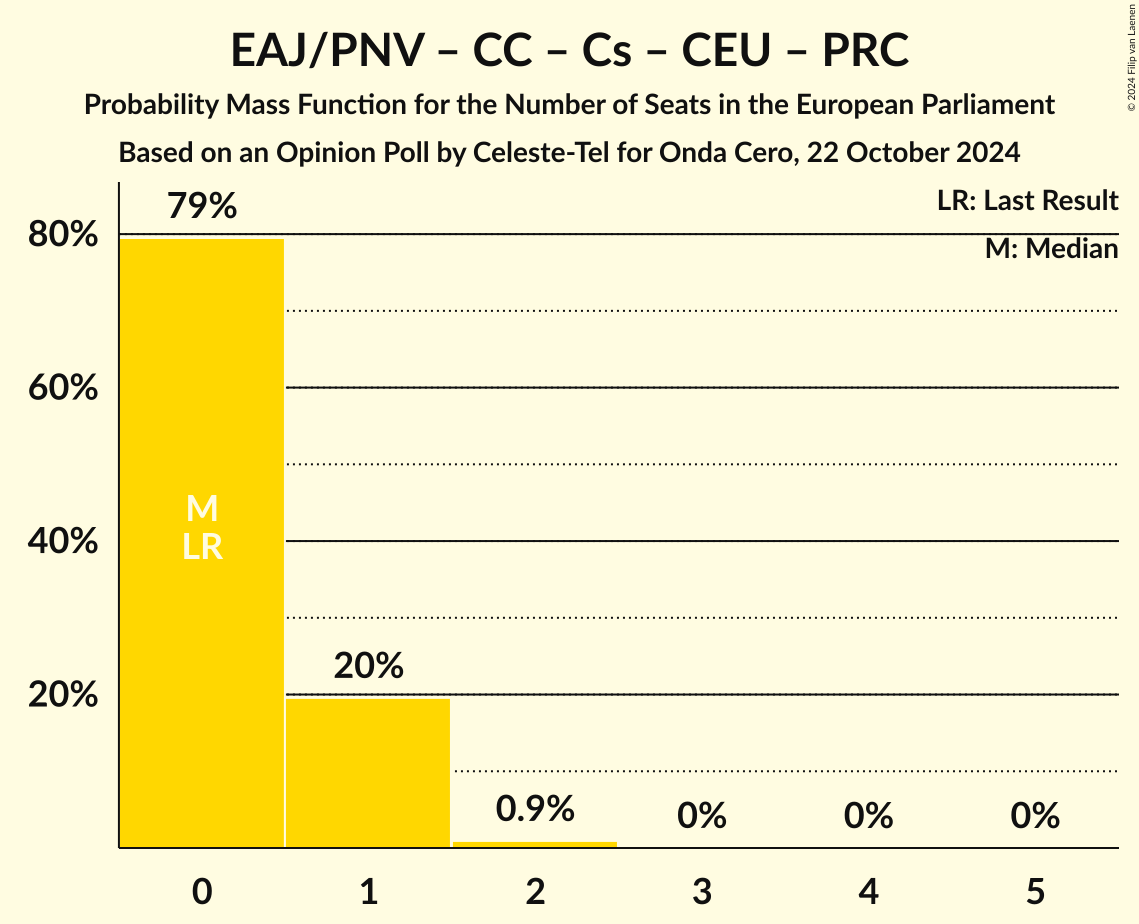 EAJ/PNV – CC – Cs – CEU – PRC
Probability Mass Function for the Number of Seats in the European Parliament
Based on an Opinion Poll by Celeste-Tel for Onda Cero, 22 October 2024
© 2024 Filip van Laenen
LR: Last Result
M: Median
79%
80%
60%
40%
20%
M
LR
20%
0.9%
0%
0%
0%
0
1
2
3
4
5